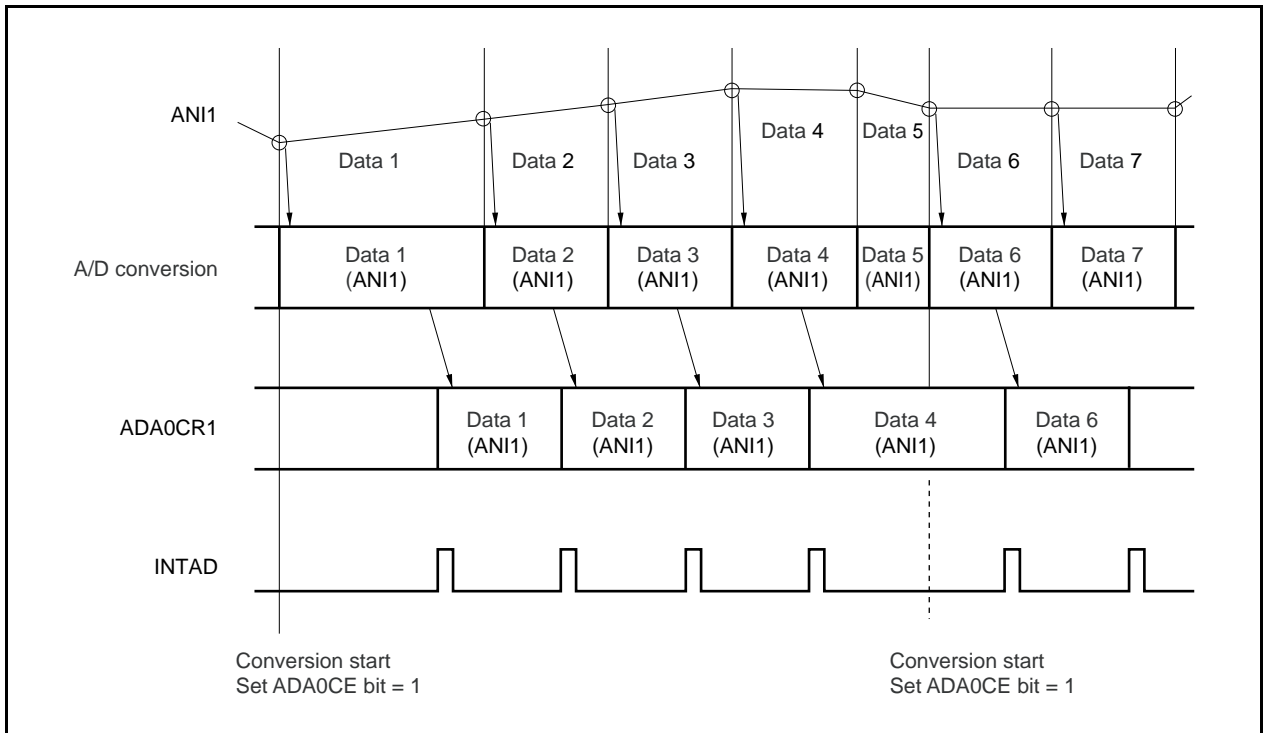 ANI1
Data 1
Data 2
Data 3
Data 4
Data 5
Data 6
Data 7
A/D conversion
Data 1
(ANI1)
Data 2
(ANI1)
Data 3
(ANI1)
Data 4
(ANI1)
Data 5
(ANI1)
Data 6
(ANI1)
Data 7
(ANI1)
ADA0CR1
Data 1
(ANI1)
Data 2
(ANI1)
Data 3
(ANI1)
Data 4
(ANI1)
Data 6
(ANI1)
INTAD
Conversion start
Set ADA0CE bit = 1
Conversion start
Set ADA0CE bit = 1